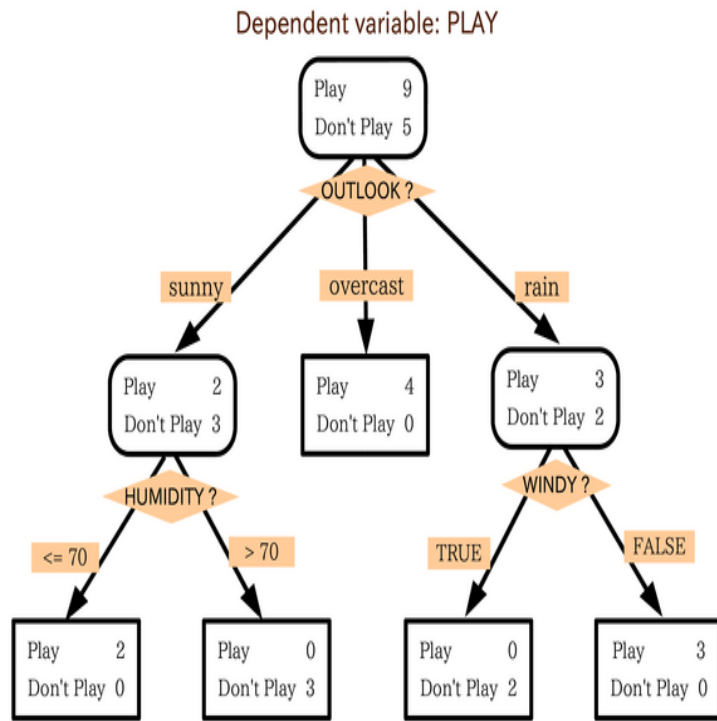 Dependent variable: PLAY
Play 9
Don't Play 5
OUTLOOK ?
sunny
overcast
rain
Play 2
Don't Play 3
Play 4
Don't Play 0
Play 3
Don't Play 2
HUMIDITY ?
WINDY ?
<= 70
> 70
TRUE
FALSE
Play 2
Don't Play 0
Play 0
Don't Play 3
Play 0
Don't Play 2
Play 3
Don't Play 0